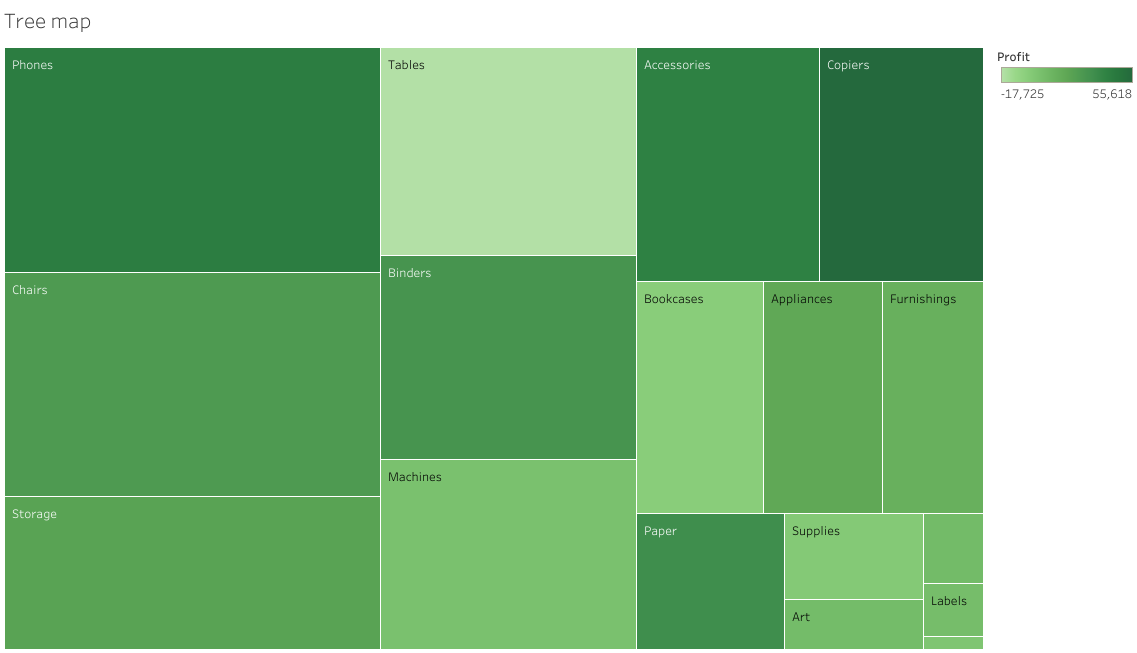 Tree map
Phones
Tables
Accessories
Copiers
Profit
-17,725
55,618
Binders
Chairs
Bookcases
Appliances
Furnishings
Machines
Storage
Paper
Supplies
Labels
Art